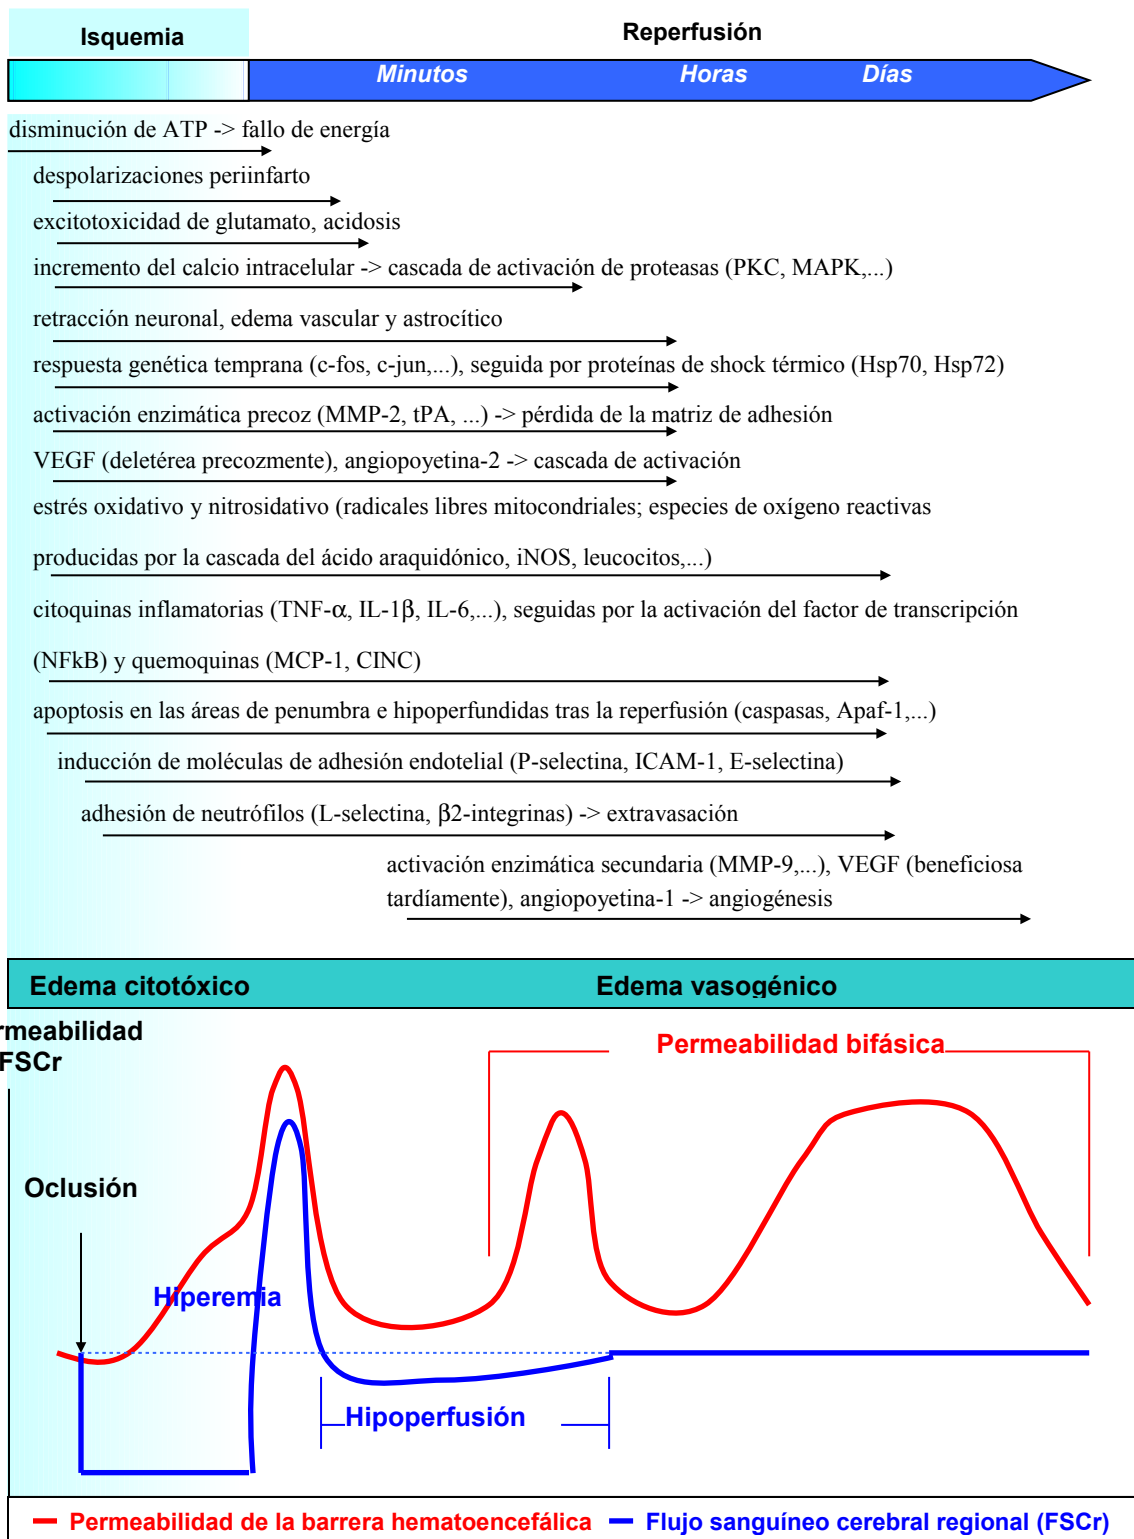 Isquemia
Reperfusión
Minutos Horas Días
disminución de ATP -> fallo de energía
despolarizaciones periinfarto
excitotoxicidad de glutamato, acidosis
incremento del calcio intracelular -> cascada de activación de proteasas (PKC, MAPK,...)
retracción neuronal, edema vascular y astrocítico
respuesta genética temprana (c-fos, c-jun,...), seguida por proteínas de shock térmico (Hsp70, Hsp72)
activación enzimática precoz (MMP-2, tPA, ...) -> pérdida de la matriz de adhesión
VEGF (deletérea precozmente), angiopoyetina-2 -> cascada de activación
estrés oxidativo y nitrosidativo (radicales libres mitocondriales; especies de oxígeno reactivas
producidas por la cascada del ácido araquidónico, iNOS, leucocitos,...)
citoquinas inflamatorias (TNF-α, IL-1β, IL-6,...), seguidas por la activación del factor de transcripción
(NFkB) y quemoquinas (MCP-1, CINC)
apoptosis en las áreas de penumbra e hipoperfundidas tras la reperfusión (caspasas, Apaf-1,...)
inducción de moléculas de adhesión endotelial (P-selectina, ICAM-1, E-selectina)
adhesión de neutrófilos (L-selectina, β2-integrinas) -> extravasación
activación enzimática secundaria (MMP-9,...), VEGF (beneficiosa
tardíamente), angiopoyetina-1 -> angiogénesis
Edema citotóxico
Edema vasogénico
rmeabilidad
FSCr
Permeabilidad bifásica
Oclusión
Hiperemia
Hipoperfusión
Permeabilidad de la barrera hematoencefálica
Flujo sanguíneo cerebral regional (FSCr)